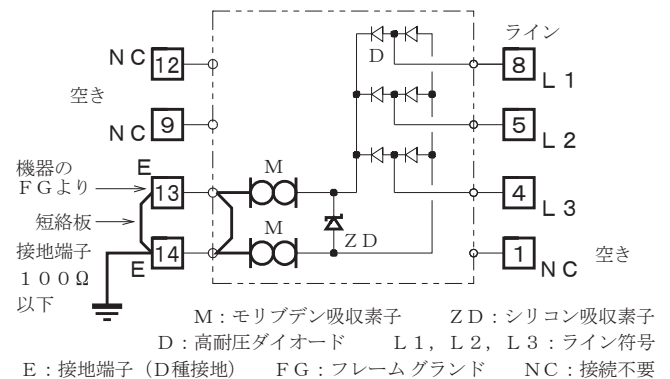 ライン
D
NC 12
8 L1
空き
NC 9
5 L2
機器の
FGより
E
13
M
4 L3
短絡板
M
ZD
接地端子
100Ω
以下
14
E
1 NC
空き
M:モリブデン吸収素子 ZD:シリコン吸収素子
D:高耐圧ダイオード L1,L2,L3:ライン符号
E:接地端子(D種接地) FG:フレームグランド NC:接続不要